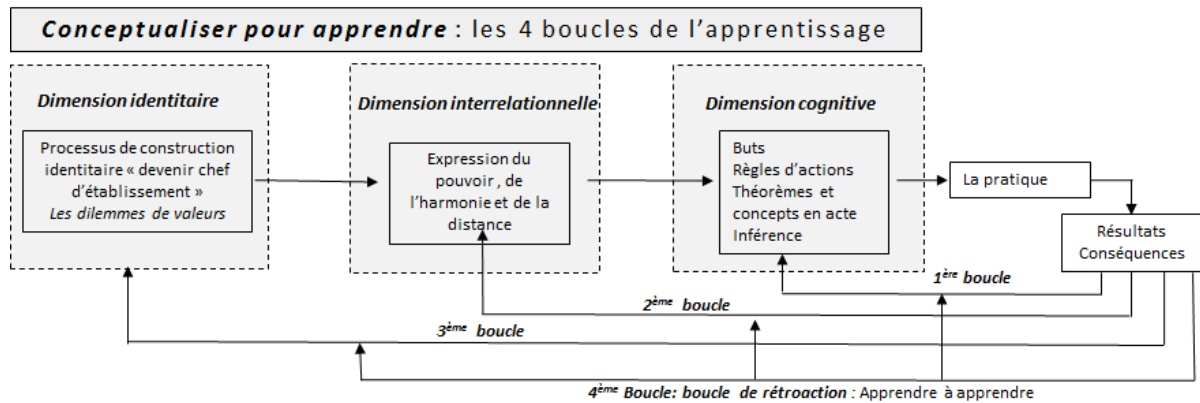 Conceptualiser pour apprendre : les 4 boucles de l’apprentissage
Dimension identitaire
Processus de construction
identitaire « devenir chef
d’établissement »
Les dilemmes de valeurs
Dimension interrelationnelle
Expression du
pouvoir , de
l’harmonie et de la
distance
Dimension cognitive
Buts
Règles d’actions
Théorèmes et
concepts en acte
Inférence
La pratique
Résultats
Conséquences
1ère boucle
2ème boucle
3ème boucle
4ème Boucle: boucle de rétroaction : Apprendre à apprendre